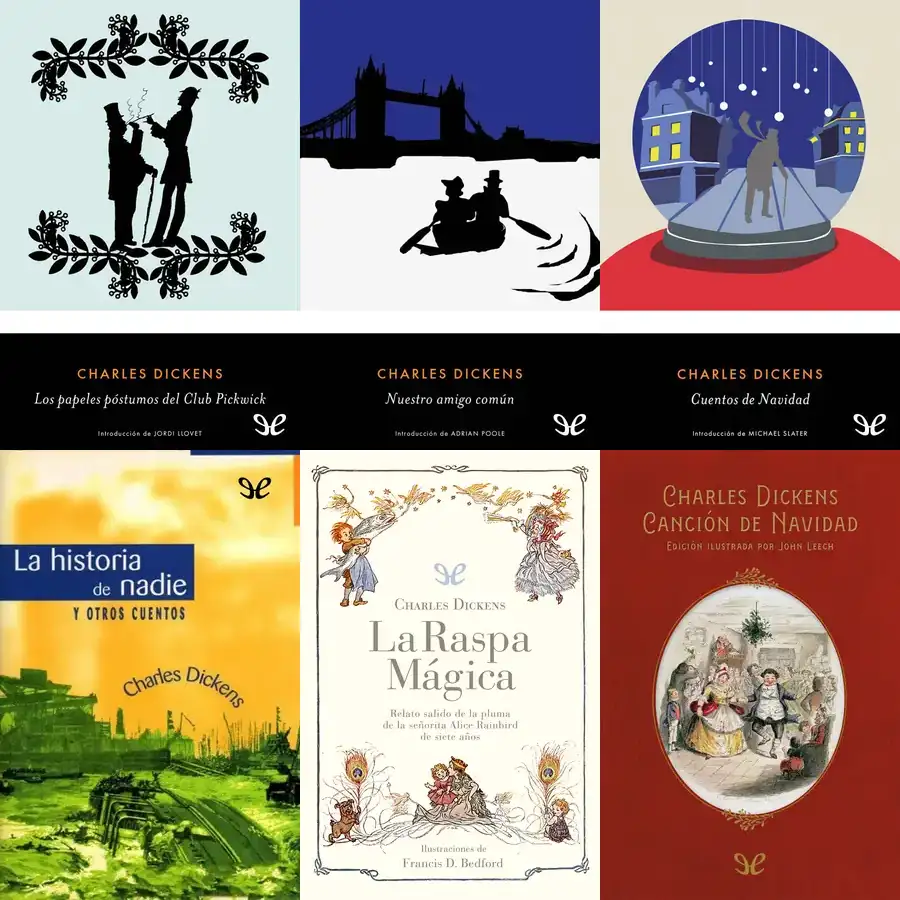 CHARLES DICKENS
Los papeles póstumos del Club Pickwick
Introducción de JORDI LLOVET
CHARLES DICKENS
Nuestro amigo común
Introducción de ADRIAN POOLE
CHARLES DICKENS
Cuentos de Navidad
Introducción de MICHAEL SLATER
La historia
de nadie
Y OTROS CUENTOS
Charles Dickens
CHARLES DICKENS
La Raspa
Mágica
Relato salido de la pluma
de la señorita Alice Rainbird
de siete años
Ilustraciones de
Francis D. Bedford
CHARLES DICKENS
CANCIÓN DE NAVIDAD
EDICIÓN ILUSTRADA POR JOHN LEECH